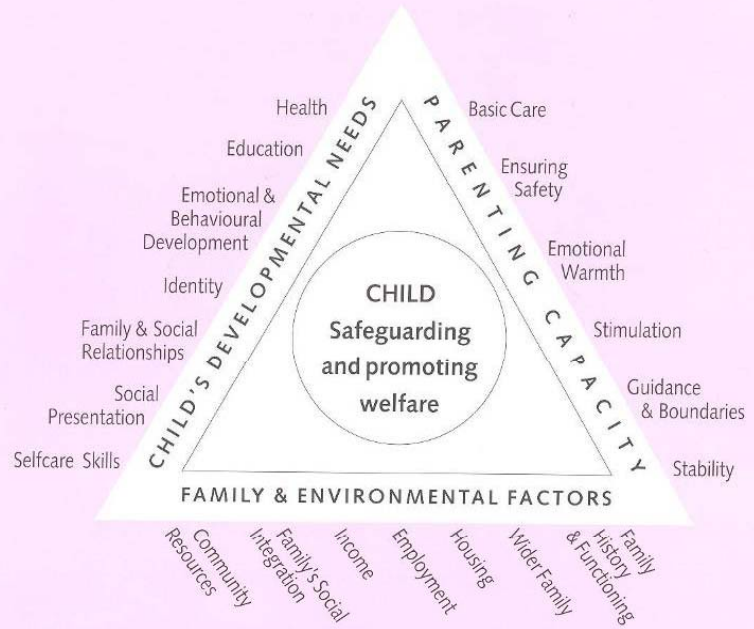 Health
Education
Emotional &
Behavioural
Development
Identity
Family & Social
Relationships
Social
Presentation
Selfcare Skills
CHILD'S DEVELOPMENTAL NEEDS
PARENTING CAPACITY
Basic Care
Ensuring
Safety
Emotional
Warmth
Stimulation
Guidance
& Boundaries
Stability
CHILD
Safeguarding
and promoting
welfare
FAMILY & ENVIRONMENTAL FACTORS
Community
Resources
Family's Social
Integration
Income
Employment
Housing
Wider Family
Family
History
& Functioning